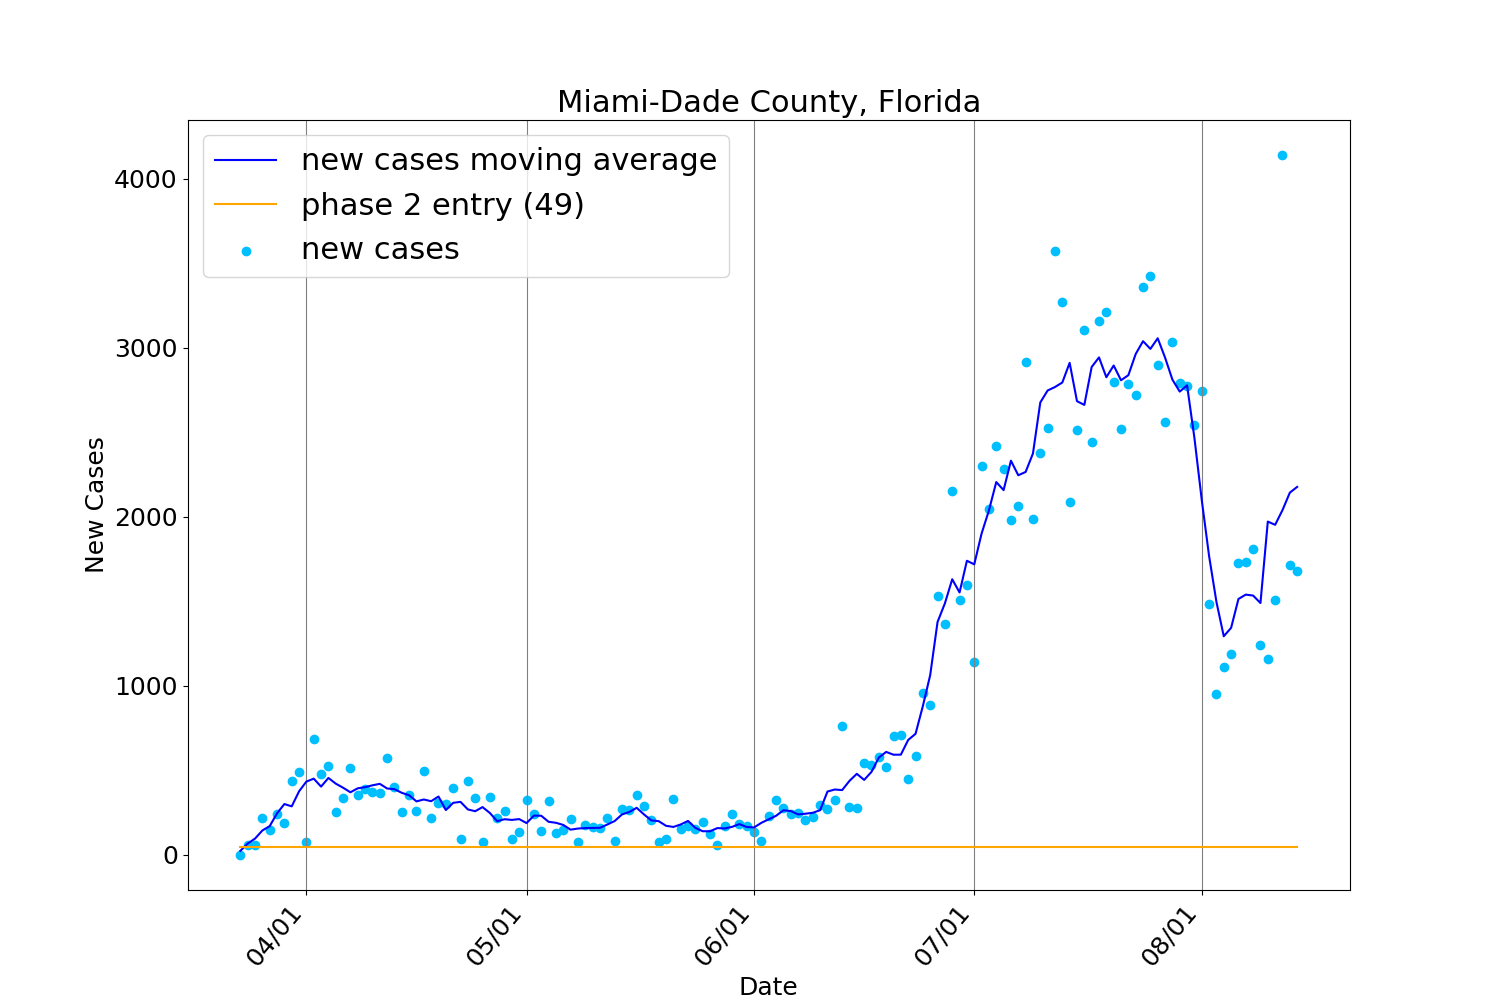 Miami-Dade County, Florida
new cases moving average
phase 2 entry (49)
new cases
4000
3000
2000
1000
0
New Cases
04/01
05/01
06/01
07/01
08/01
Date